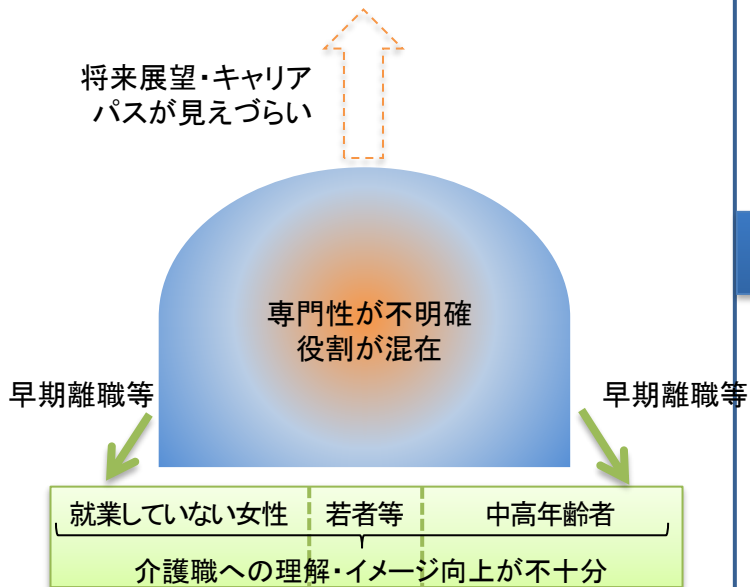 将来展望・キャリア
パスが見えづらい
専門性が不明確
役割が混在
早期離職等
早期離職等
就業していない女性
若者等
中高年齢者
介護職への理解・イメージ向上が不十分